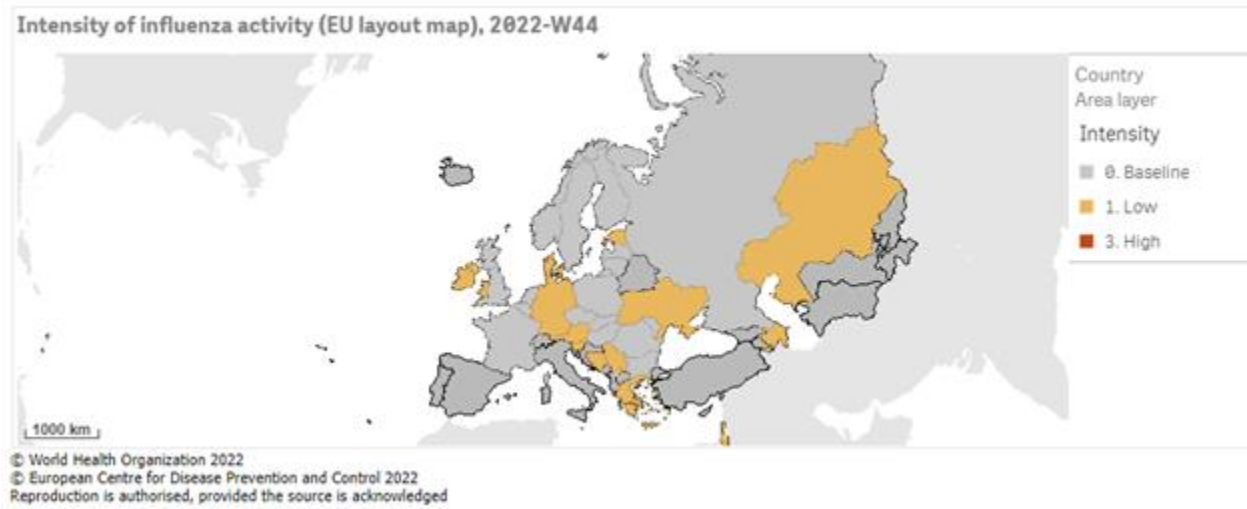 Intensity of influenza activity (EU layout map), 2022-W44
Country
Area layer
Intensity
0. Baseline
1. Low
3. High
1000 km
© World Health Organization 2022
© European Centre for Disease Prevention and Control 2022
Reproduction is authorised, provided the source is acknowledged